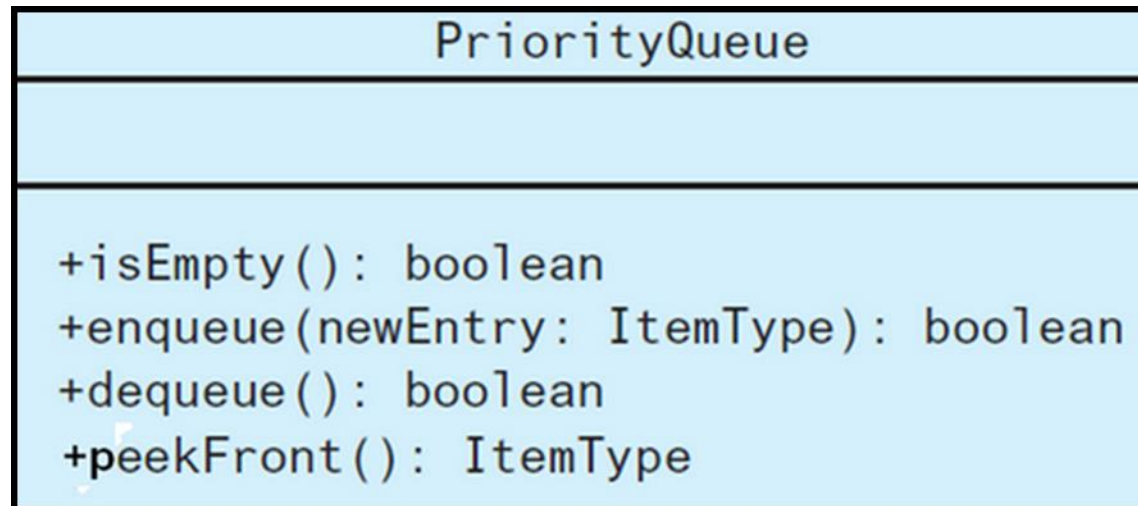 PriorityQueue
+isEmpty(): boolean
+enqueue(newEntry: ItemType): boolean
+dequeue(): boolean
+peekFront(): ItemType